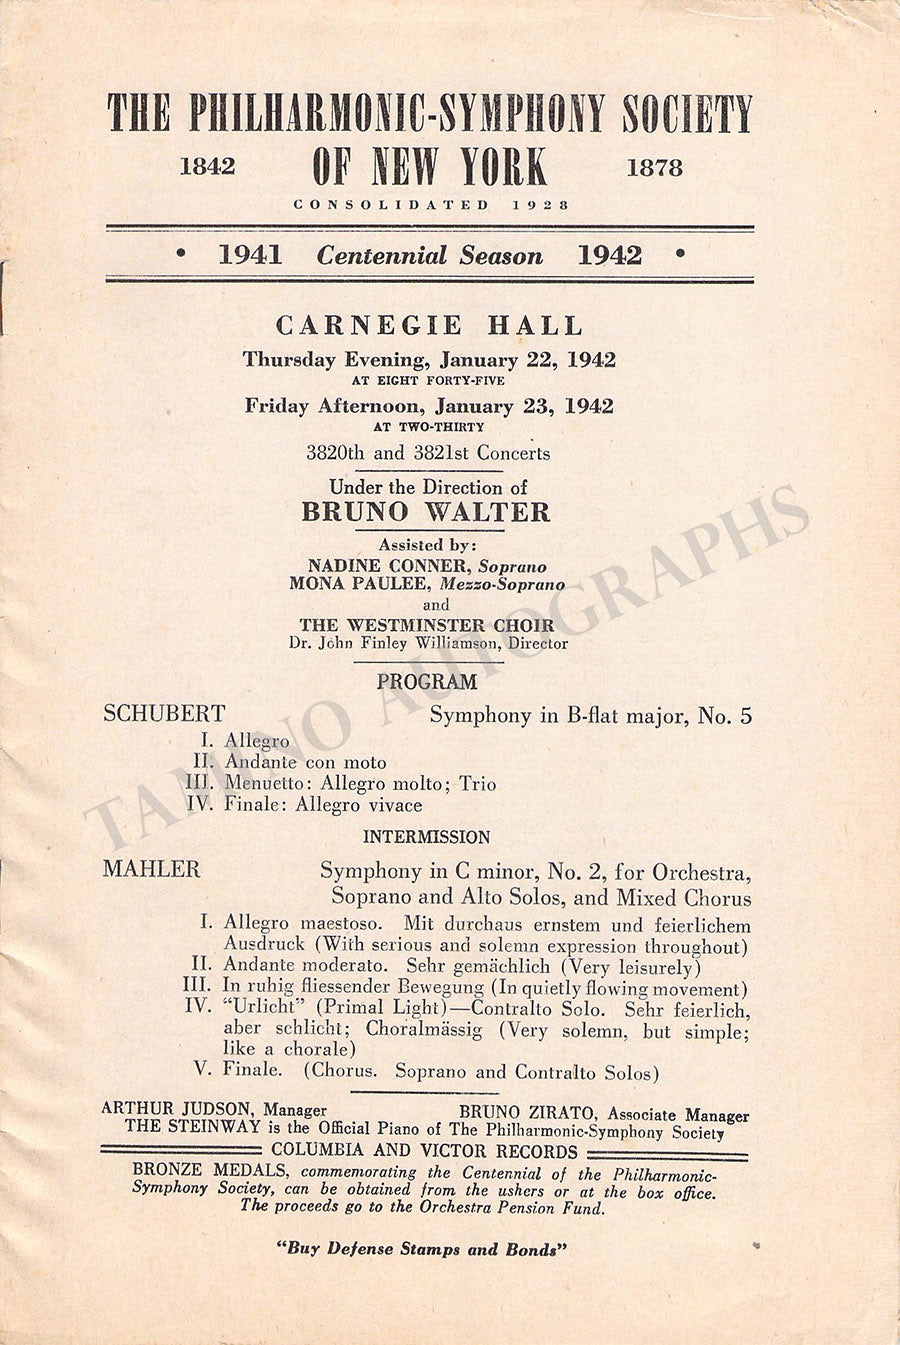 THE PHILHARMONIC-SYMPHONY SOCIETY
1842 OF NEW YORK 1878
CONSOLIDATED 1928
• 1941 Centennial Season 1942 •
CARNEGIE HALL
Thursday Evening, January 22, 1942
AT EIGHT FORTY-FIVE
Friday Afternoon, January 23, 1942
AT TWO-THIRTY
3820th and 3821st Concerts
Under the Direction of
BRUNO WALTER
Assisted by:
NADINE CONNER, Soprano
MONA PAULEE, Mezzo-Soprano
and
THE WESTMINSTER CHOIR
Dr. John Finley Williamson, Director
PROGRAM
SCHUBERT Symphony in B-flat major, No. 5
I. Allegro
II. Andante con moto
III. Menuetto: Allegro molto; Trio
IV. Finale: Allegro vivace
INTERMISSION
MAHLER Symphony in C minor, No. 2, for Orchestra,
Soprano and Alto Solos, and Mixed Chorus
I. Allegro maestoso. Mit durchaus ernstem und feierlichem
Ausdruck (With serious and solemn expression throughout)
II. Andante moderato. Sehr gemächlich (Very leisurely)
III. In ruhig fliessender Bewegung (In quietly flowing movement)
IV. "Urlicht" (Primal Light)—Contralto Solo. Sehr feierlich,
aber schlicht; Choralmässig (Very solemn, but simple;
like a chorale)
V. Finale. (Chorus. Soprano and Contralto Solos)
ARTHUR JUDSON, Manager BRUNO ZIRATO, Associate Manager
THE STEINWAY is the Official Piano of The Philharmonic-Symphony Society
COLUMBIA AND VICTOR RECORDS
BRONZE MEDALS, commemorating the Centennial of the Philharmonic-
Symphony Society, can be obtained from the ushers or at the box office.
The proceeds go to the Orchestra Pension Fund.
"Buy Defense Stamps and Bonds"
TAMINO AUTOGRAPHS